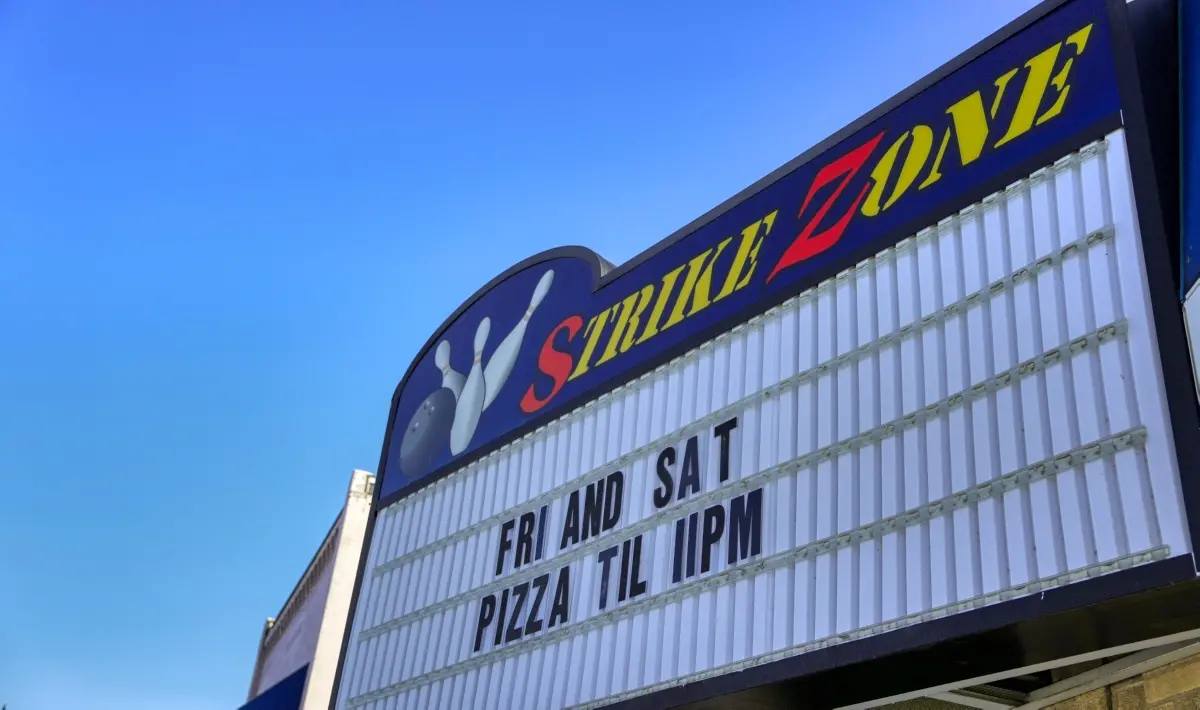 STRIKE ZONE
FRI AND SAT
PIZZA TIL 11PM